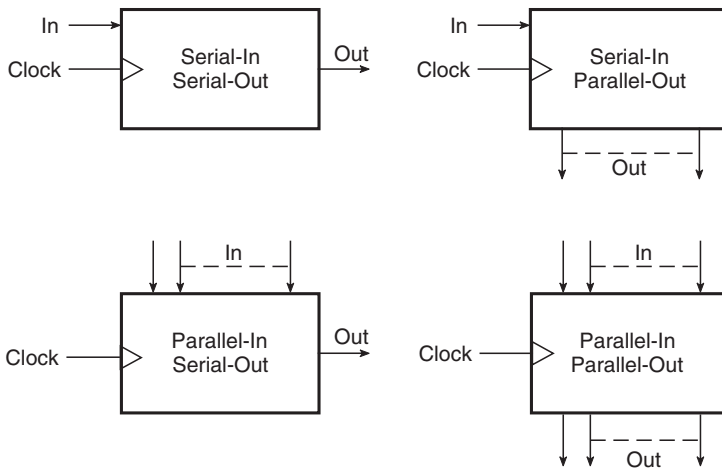 In
Clock
Serial-In
Serial-Out
Out
In
Clock
Serial-In
Parallel-Out
Out
In
Clock
Parallel-In
Serial-Out
Out
In
Clock
Parallel-In
Parallel-Out
Out